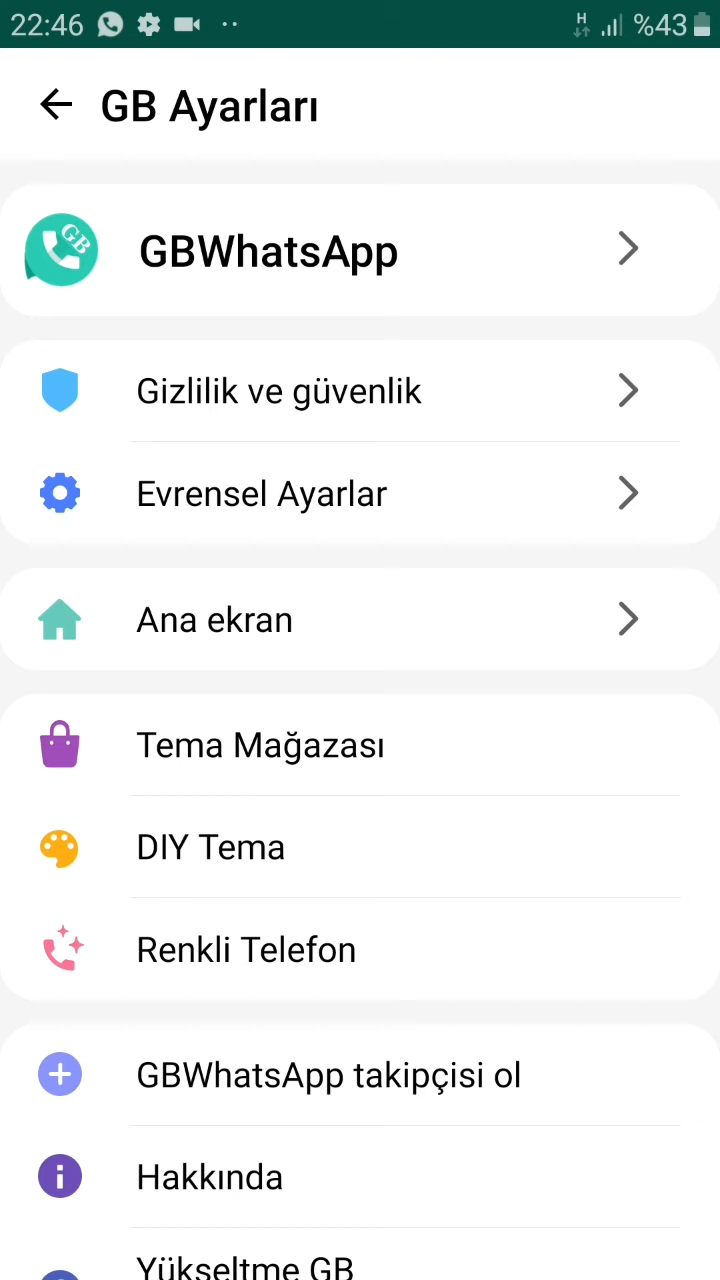 22:46
H
%43
GB Ayarları
GB
GBWhatsApp
Gizlilik ve güvenlik
Evrensel Ayarlar
Ana ekran
Tema Mağazası
DIY Tema
Renkli Telefon
GBWhatsApp takipçisi ol
Hakkında
Yükseltme GB